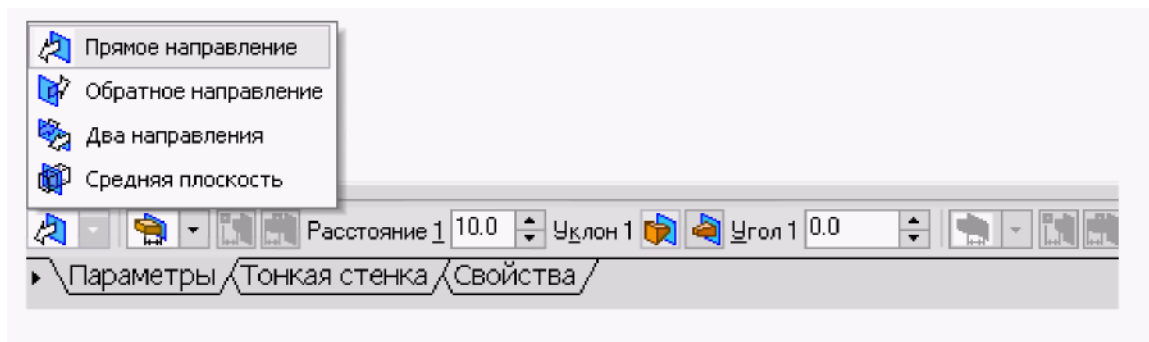 Прямое направление
Обратное направление
Два направления
Средняя плоскость
Расстояние 1 10.0 Уклон 1 Угол 1 0.0
Параметры Тонкая стенка Свойства